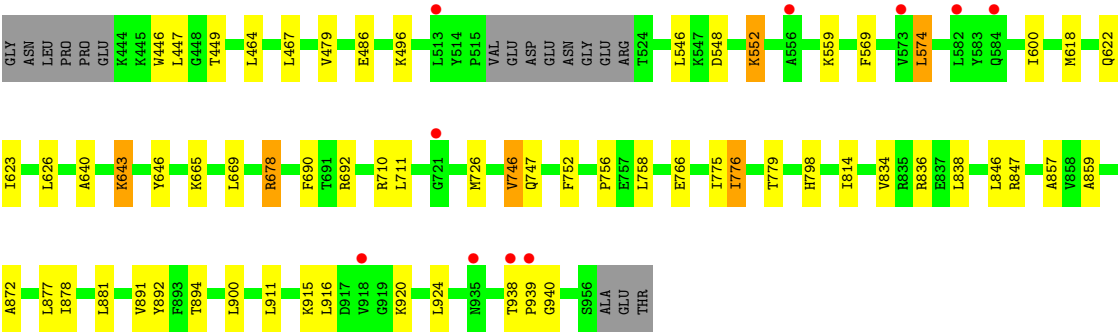 GLY ASN LEU PRO PRO GLU K444 K445 W446 L447 G448 T449 L464 L467 V479 E486 K496 L513 Y514 P515 VAL GLU ASP GLU ASN GLY GLU ARG T524 L546 K547 D548 K552 A556 K559 F569 V573 L574 L582 Y583 Q584 I600 M618 Q622
I623 L626 A640 K643 Y646 K665 L669 R678 F690 T691 R692 R710 L711 G721 M726 V746 Q747 F752 P756 E757 L758 E766 I775 I776 T779 H798 I814 V834 R835 R836 E837 L838 L846 R847 A857 V858 A859
A872 L877 I878 L881 V891 Y892 F893 T894 L900 L911 K915 L916 D917 V918 G919 K920 L924 N935 T938 P939 G940 S956 ALA GLU THR